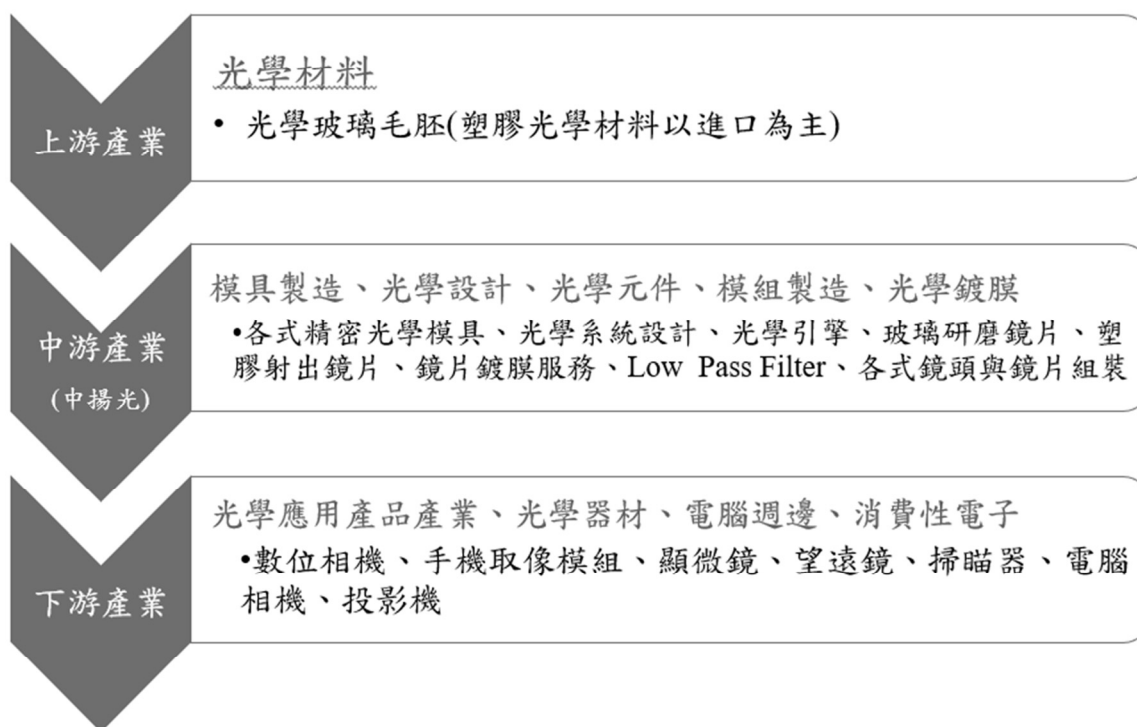 上游產業
光學材料
• 光學玻璃毛胚(塑膠光學材料以進口為主)
中游產業
(中揚光)
模具製造、光學設計、光學元件、模組製造、光學鍍膜
•各式精密光學模具、光學系統設計、光學引擎、玻璃研磨鏡片、塑
膠射出鏡片、鏡片鍍膜服務、Low Pass Filter、各式鏡頭與鏡片組裝
下游產業
光學應用產品產業、光學器材、電腦週邊、消費性電子
•數位相機、手機取像模組、顯微鏡、望遠鏡、掃瞄器、電腦
相機、投影機